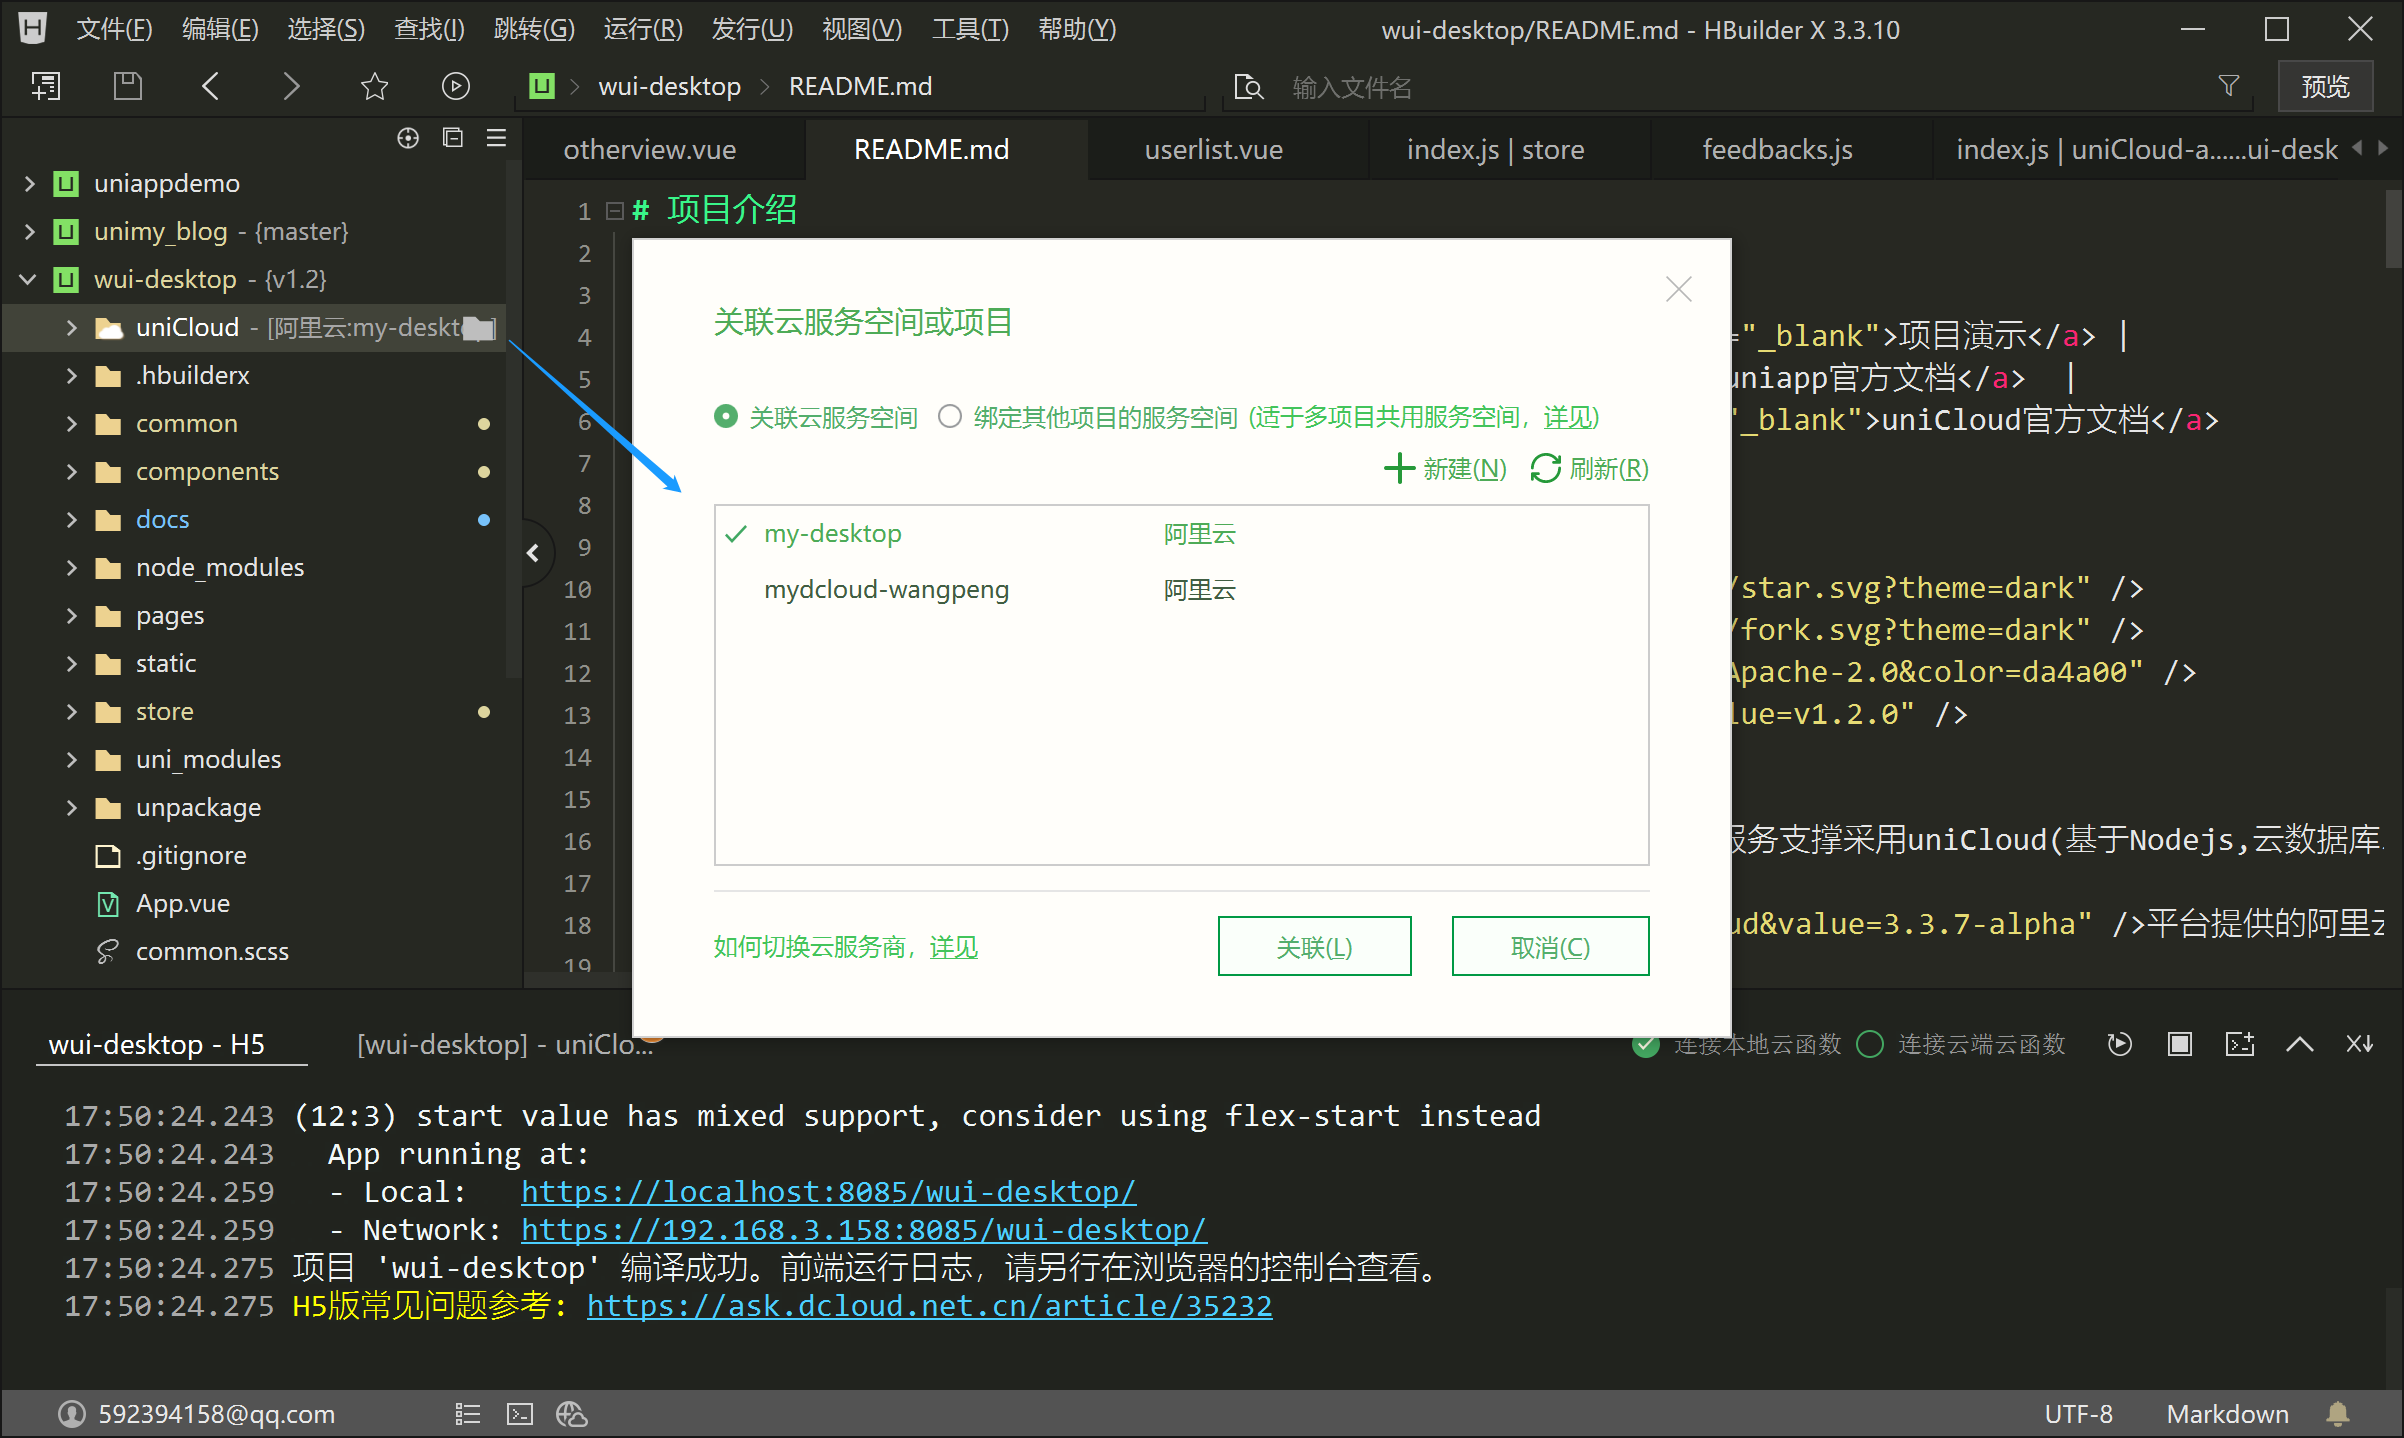 文件(F) 编辑(E) 选择(S) 查找(I) 跳转(G) 运行(R) 发行(U) 视图(V) 工具(T) 帮助(Y) wui-desktop/README.md - HBuilder X 3.3.10
wui-desktop README.md 输入文件名 预览
otherview.vue README.md userlist.vue index.js | store feedbacks.js index.js | uniCloud-a......ui-desk
uniappdemo
unimy_blog - {master}
wui-desktop - {v1.2}
uniCloud - [阿里云:my-deskt
.hbuilderx
common
components
docs
node_modules
pages
static
store
uni_modules
unpackage
.gitignore
App.vue
common.scss
1 # 项目介绍
2
3
4 ="_blank">项目演示</a> |
5 uniapp官方文档</a> |
6 "_blank">uniCloud官方文档</a>
7
8
9
10 /star.svg?theme=dark" />
11 /fork.svg?theme=dark" />
12 Apache-2.0&color=da4a00" />
13 lue=v1.2.0" />
14
15
16 服务支撑采用uniCloud(基于Nodejs,云数据库
17
18 ud&value=3.3.7-alpha" />平台提供的阿里云
19
关联云服务空间或项目
关联云服务空间 绑定其他项目的服务空间 (适于多项目共用服务空间，详见)
新建(N) 刷新(R)
my-desktop 阿里云
mydcloud-wangpeng 阿里云
如何切换云服务商，详见 关联(L) 取消(C)
wui-desktop - H5 [wui-desktop] - uniClo... 连接本地云函数 连接云端云函数
17:50:24.243 (12:3) start value has mixed support, consider using flex-start instead
17:50:24.243 App running at:
17:50:24.259 - Local: https://localhost:8085/wui-desktop/
17:50:24.259 - Network: https://192.168.3.158:8085/wui-desktop/
17:50:24.275 项目 'wui-desktop' 编译成功。前端运行日志，请另行在浏览器的控制台查看。
17:50:24.275 H5版常见问题参考: https://ask.dcloud.net.cn/article/35232
592394158@qq.com UTF-8 Markdown